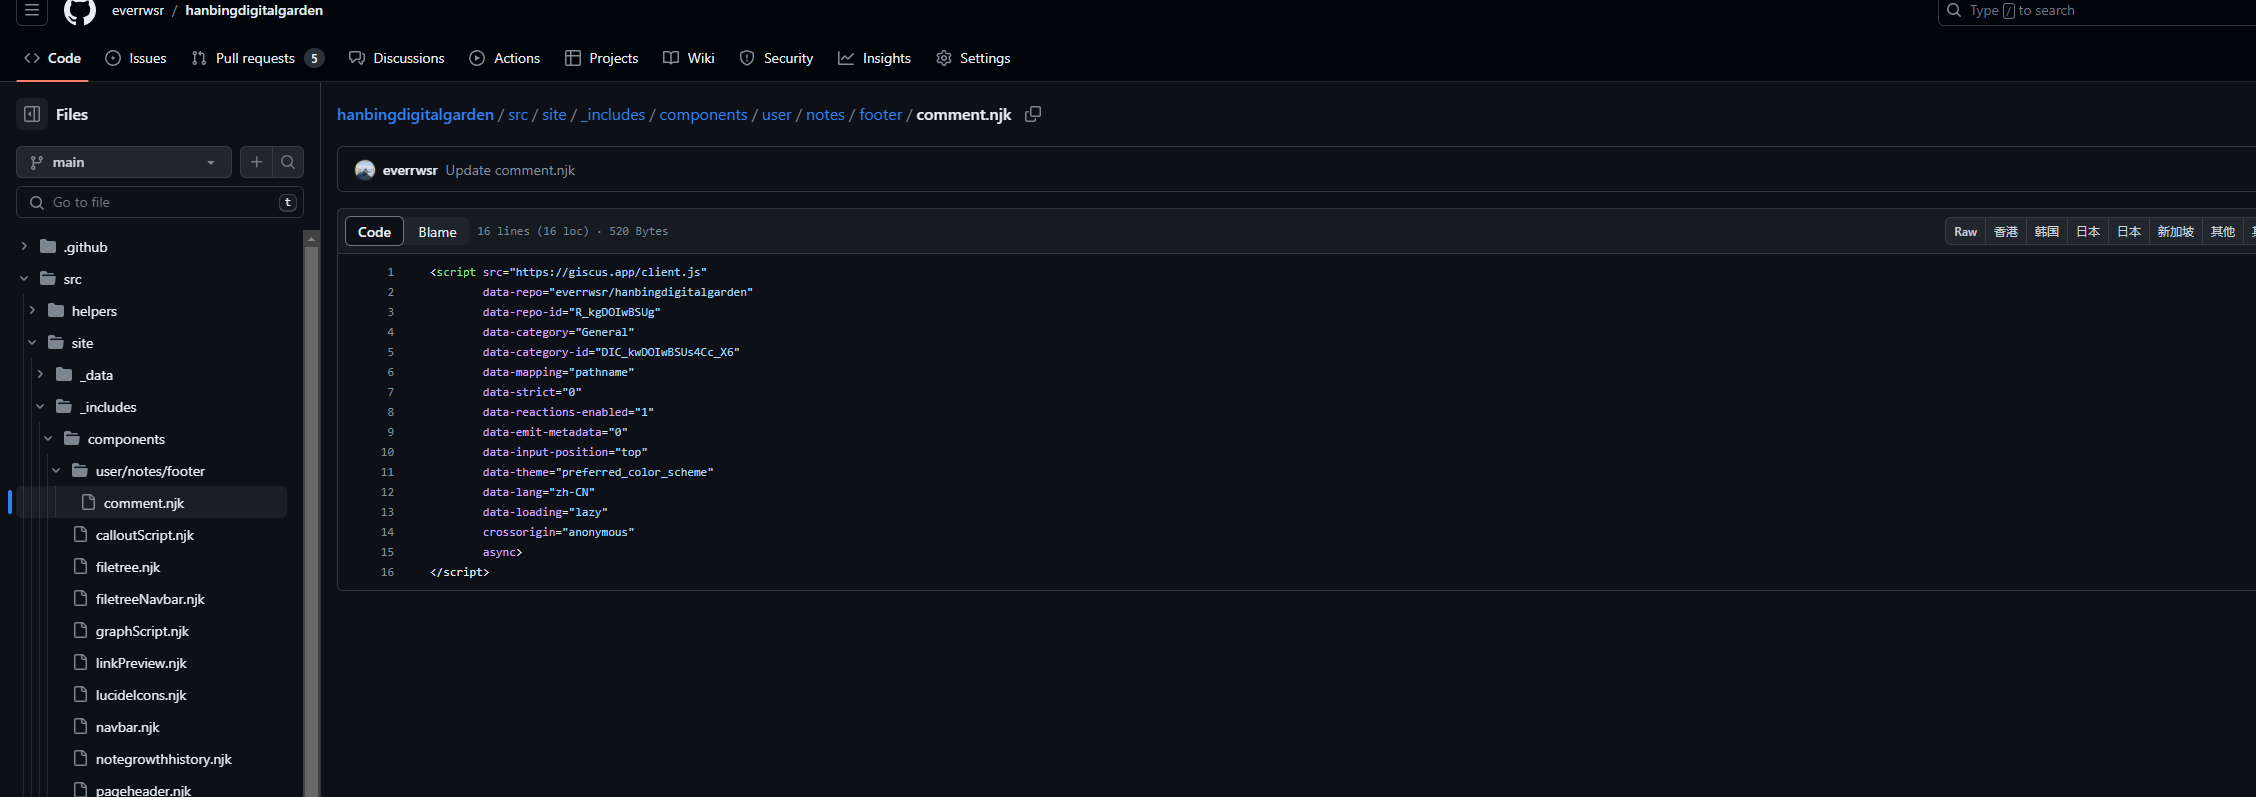 everrwsr / hanbingdigitalgarden
Type / to search
Code Issues Pull requests 5 Discussions Actions Projects Wiki Security Insights Settings
Files
main
Go to file t
.github
src
helpers
site
_data
_includes
components
user/notes/footer
comment.njk
calloutScript.njk
filetree.njk
filetreeNavbar.njk
graphScript.njk
linkPreview.njk
lucideIcons.njk
navbar.njk
notegrowthhistory.njk
pageheader.njk
hanbingdigitalgarden / src / site / _includes / components / user / notes / footer / comment.njk
everrwsr Update comment.njk
Code Blame 16 lines (16 loc) · 520 Bytes
Raw 香港 韩国 日本 日本 新加坡 其他
1 <script src="https://giscus.app/client.js"
2 data-repo="everrwsr/hanbingdigitalgarden"
3 data-repo-id="R_kgDOIwBSUg"
4 data-category="General"
5 data-category-id="DIC_kwDOIwBSUs4Cc_X6"
6 data-mapping="pathname"
7 data-strict="0"
8 data-reactions-enabled="1"
9 data-emit-metadata="0"
10 data-input-position="top"
11 data-theme="preferred_color_scheme"
12 data-lang="zh-CN"
13 data-loading="lazy"
14 crossorigin="anonymous"
15 async>
16 </script>